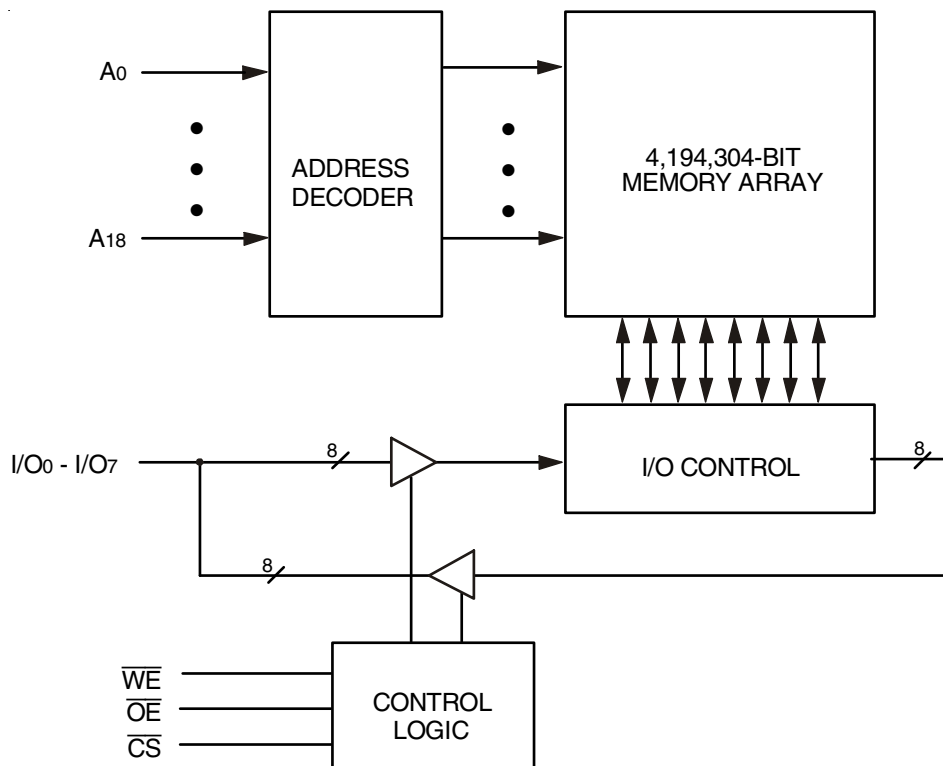 A0
A18
ADDRESS
DECODER
4,194,304-BIT
MEMORY ARRAY
I/O0 - I/O7
8
I/O CONTROL
8
8
WE
OE
CS
CONTROL
LOGIC